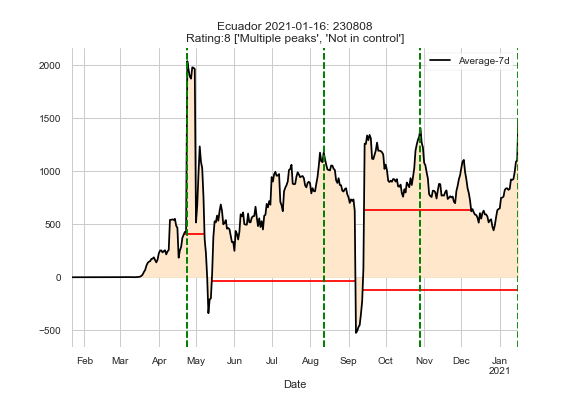 Ecuador 2021-01-16: 230808
Rating:8 ['Multiple peaks', 'Not in control']
Average-7d
2000
1500
1000
500
0
−500
Feb Mar Apr May Jun Jul Aug Sep Oct Nov Dec Jan
2021
Date